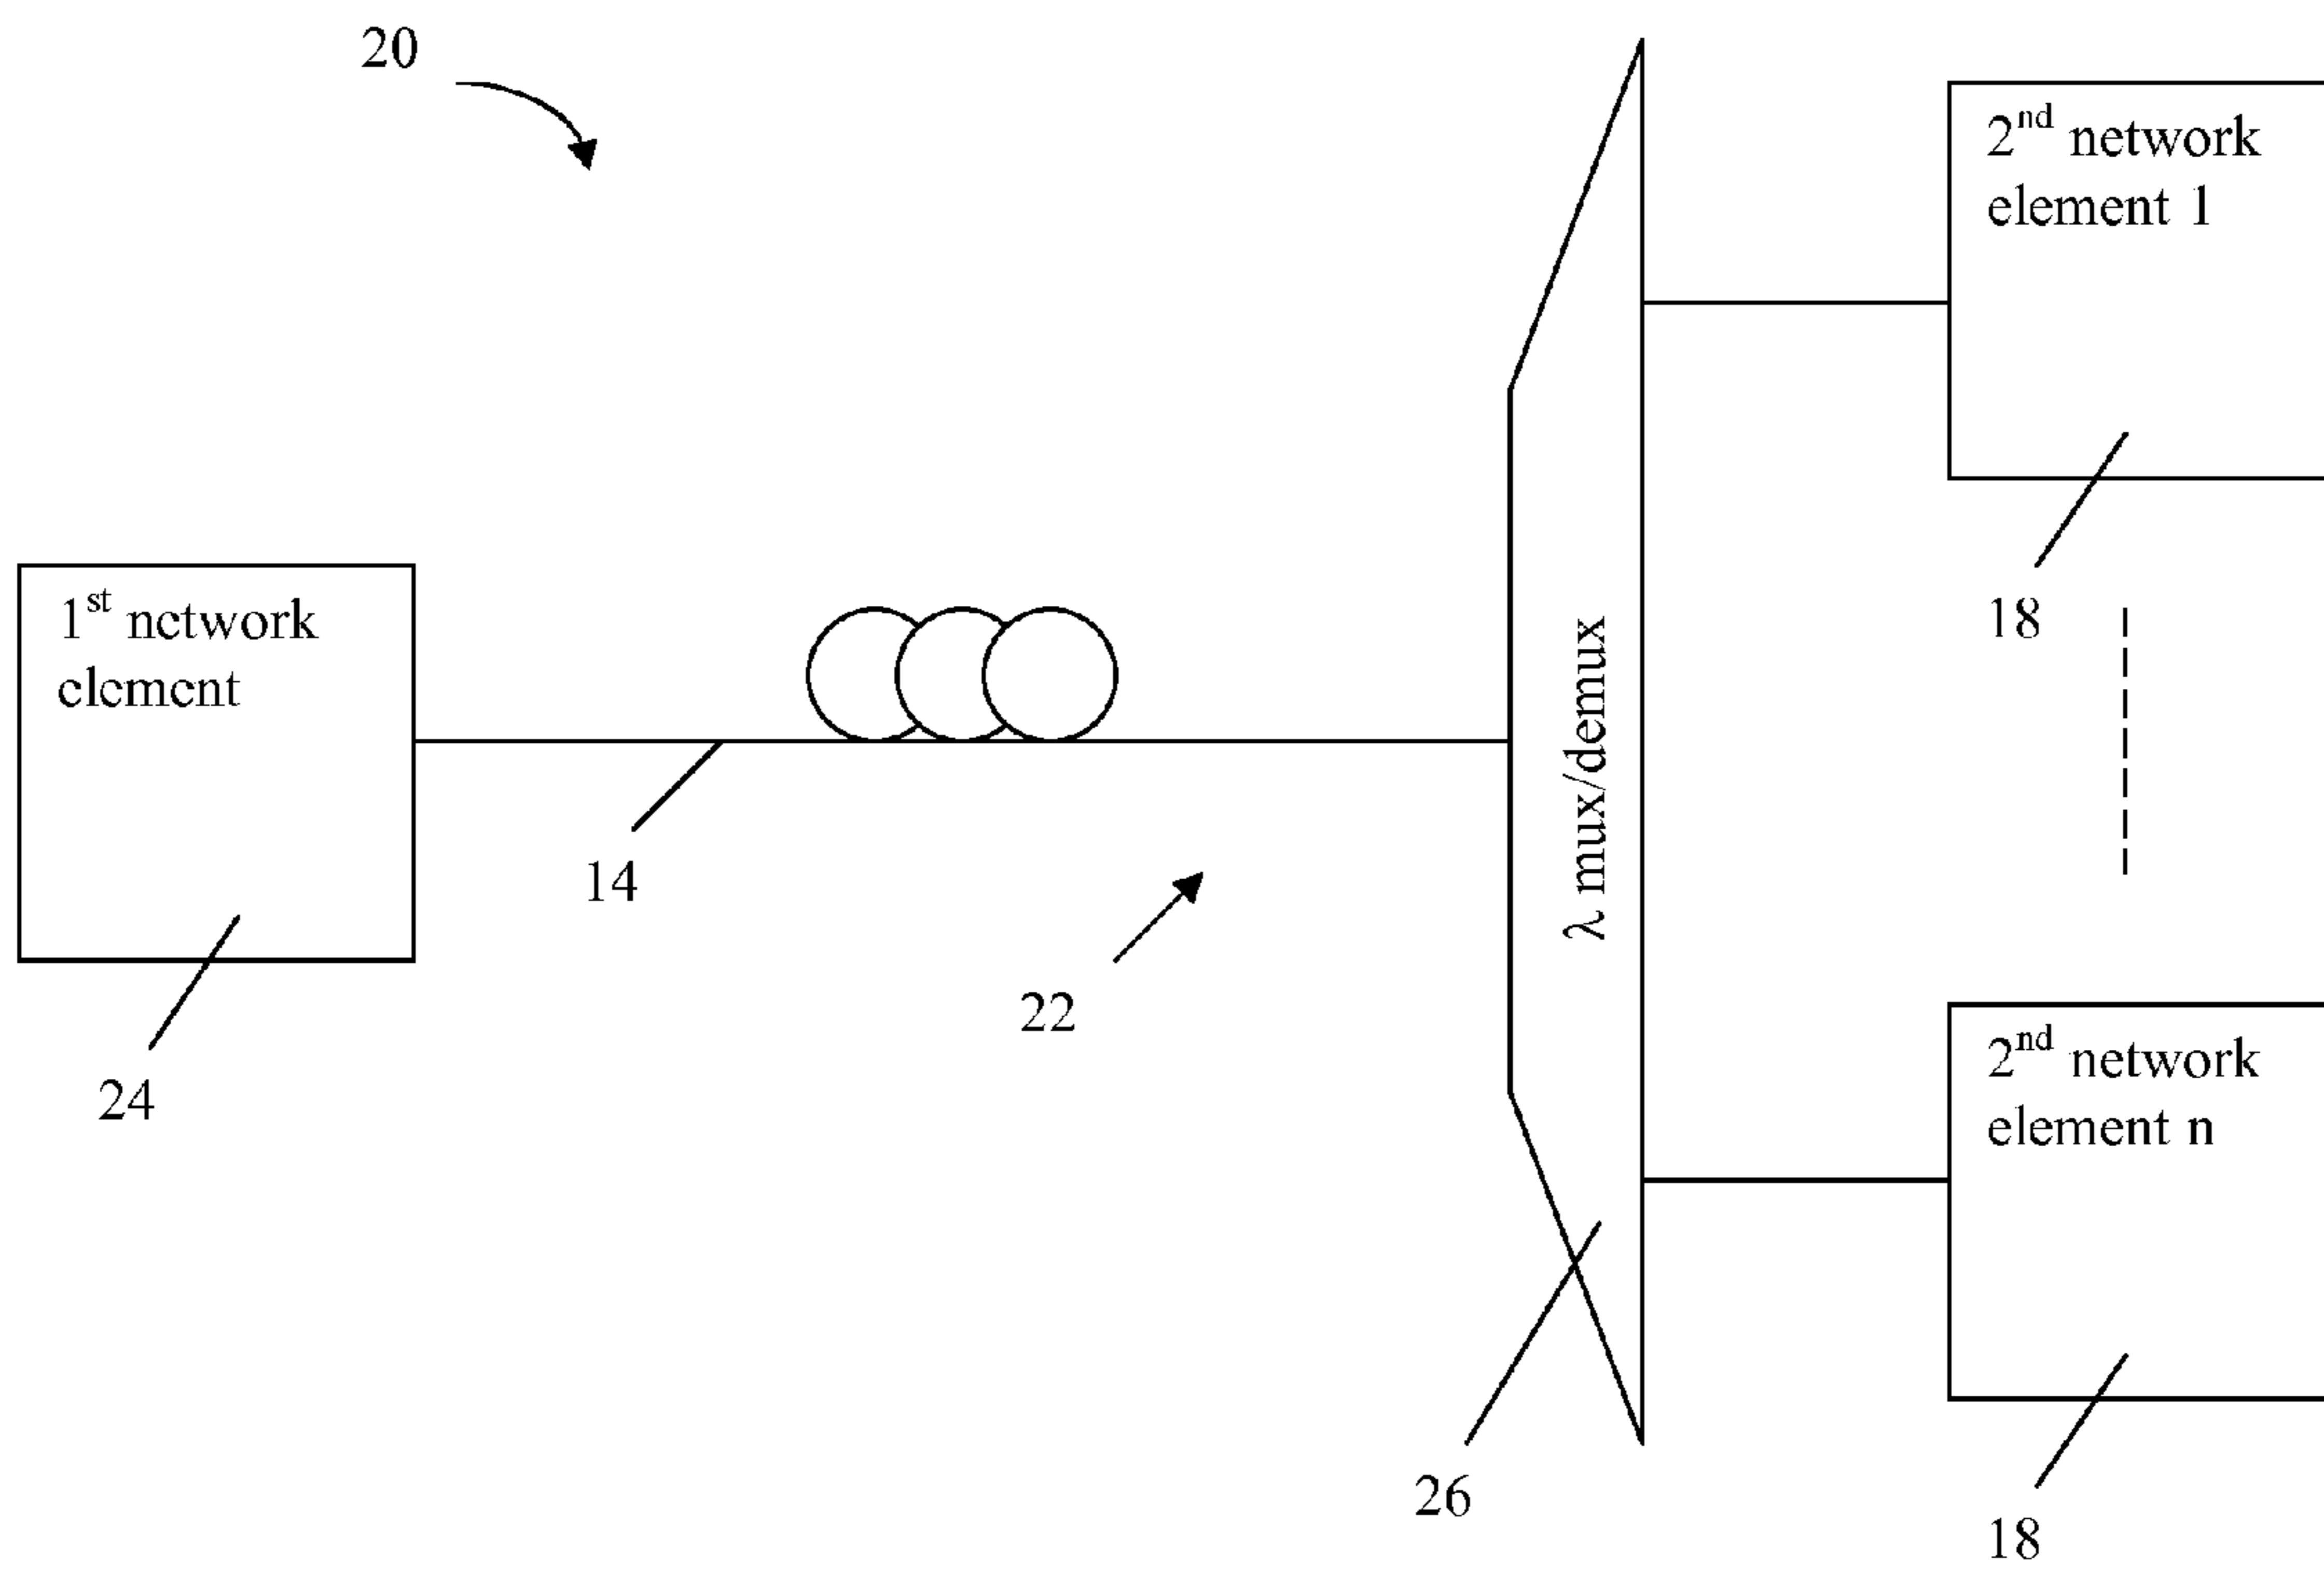 20
2nd network
element 1
18
1st network
element
14
22
24
λ mux/demux
2nd network
element n
26
18